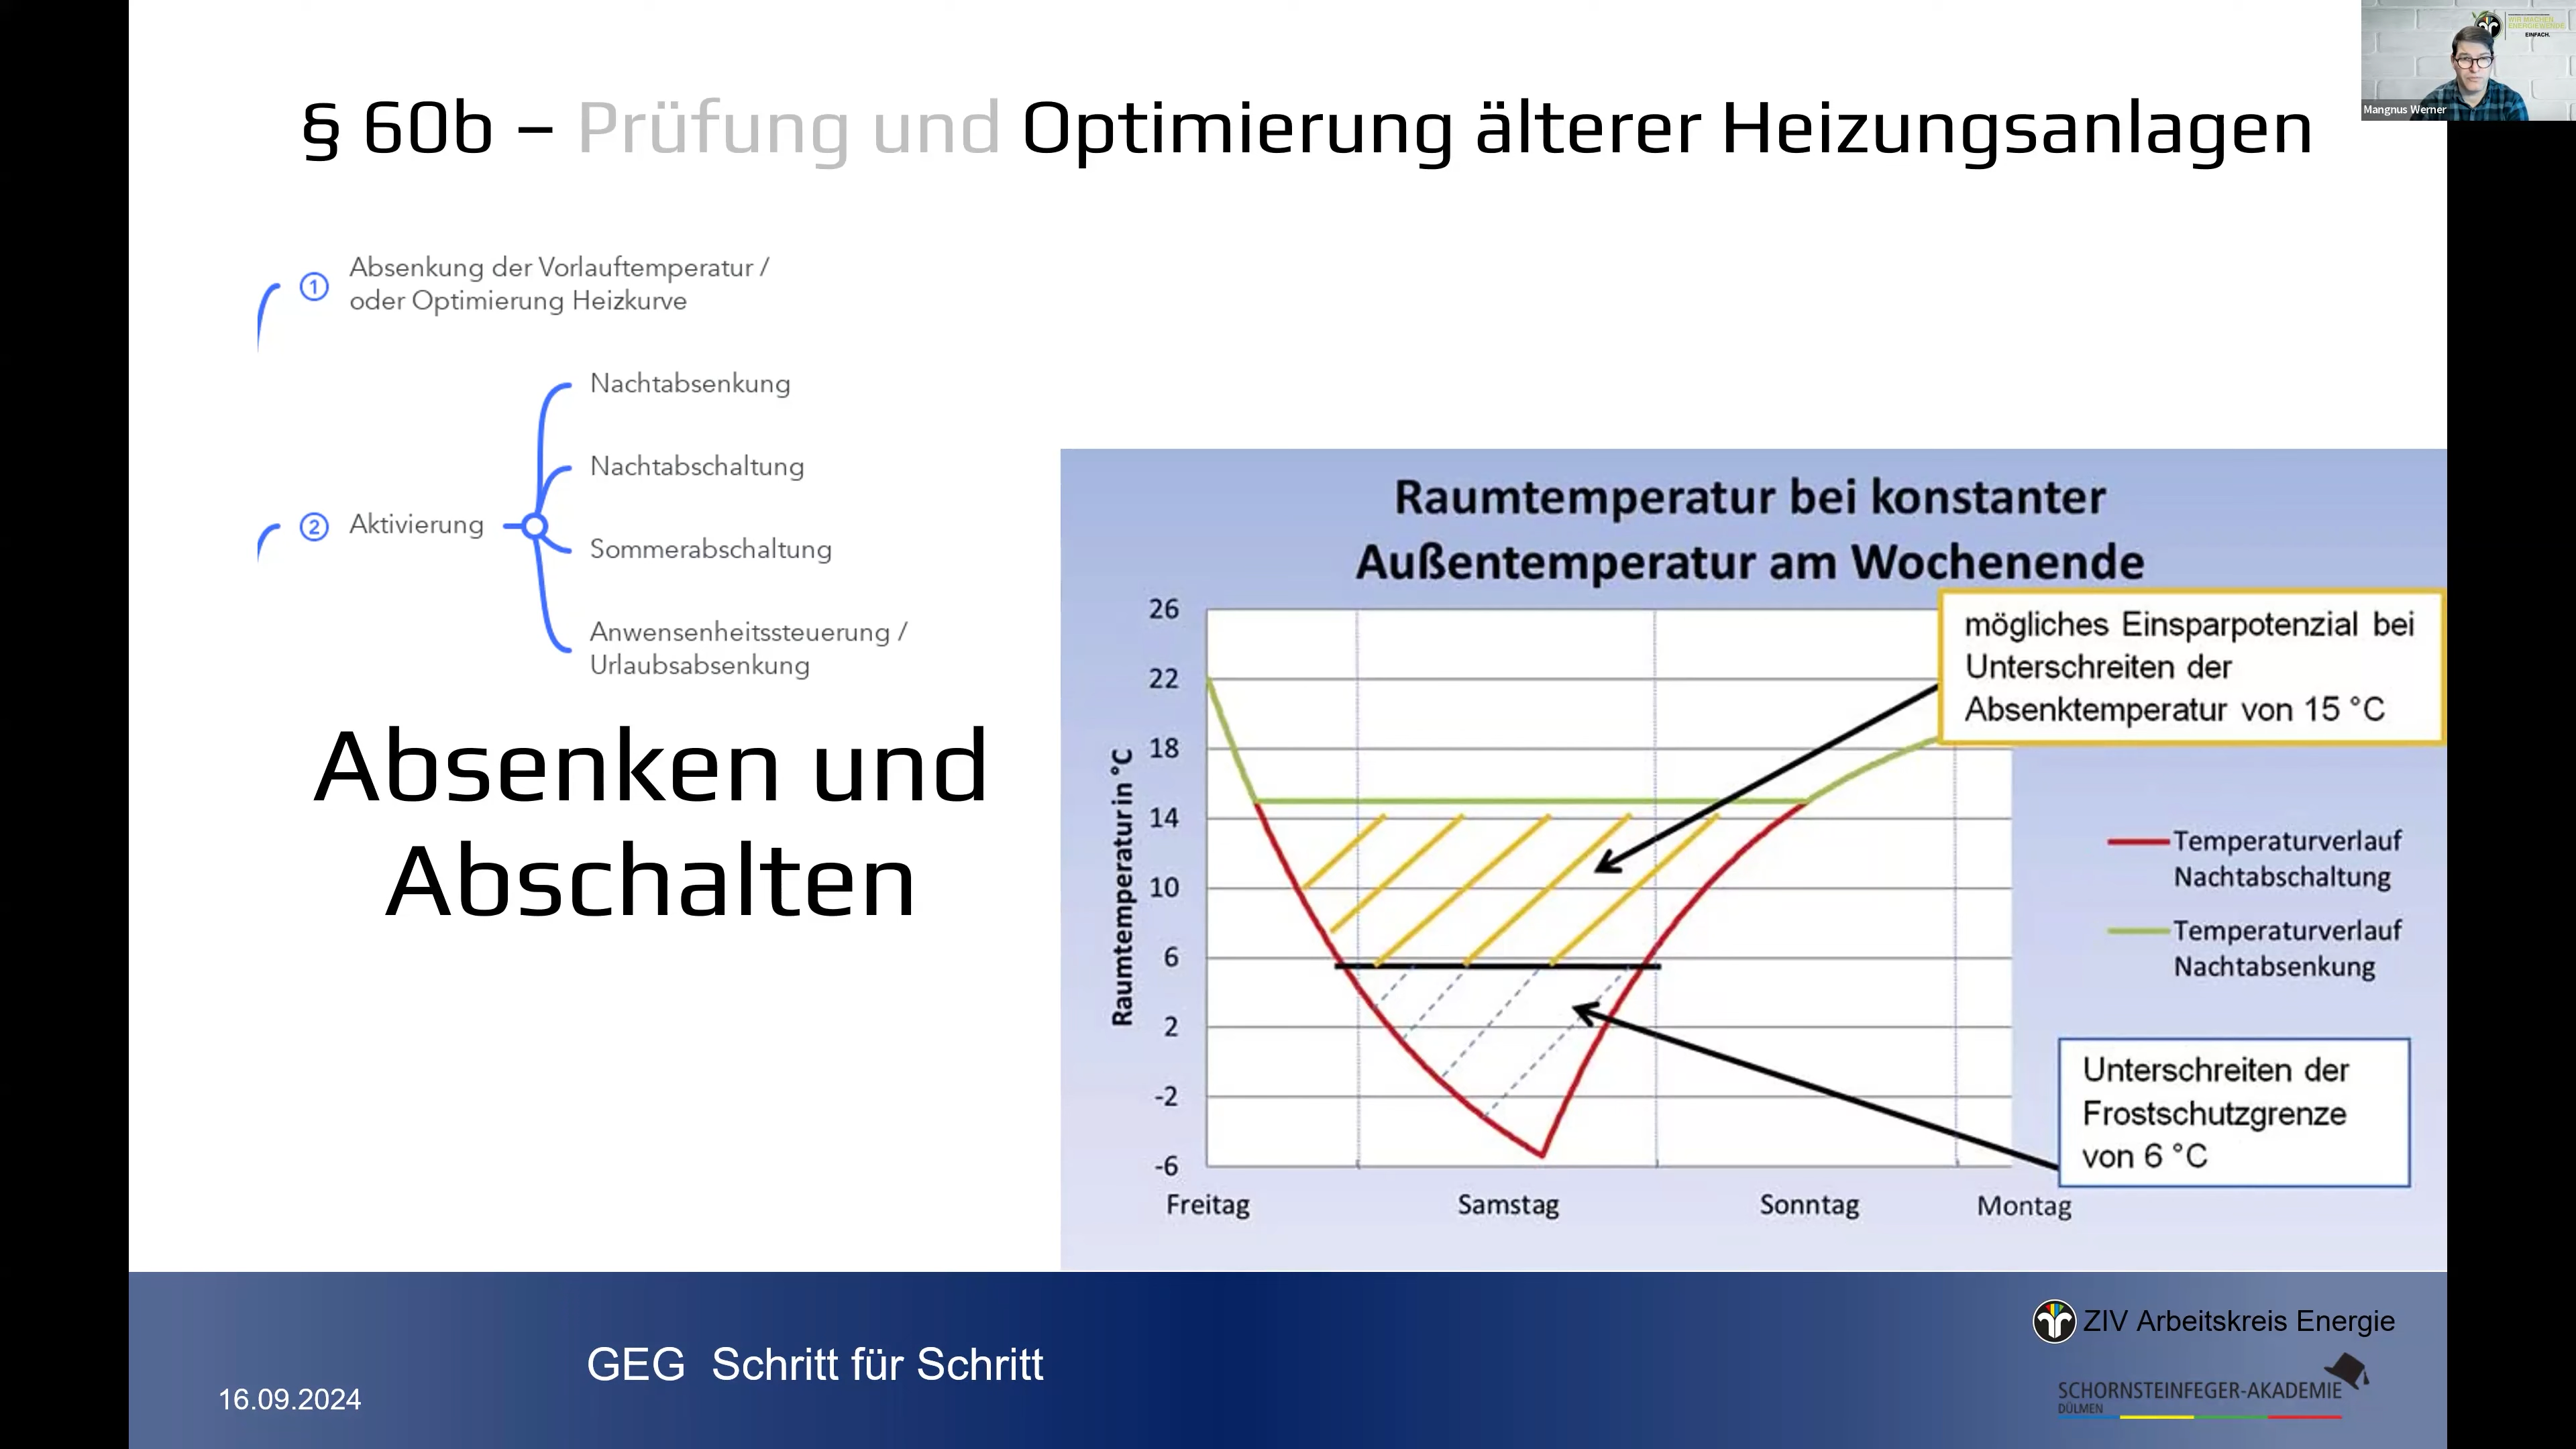 § 60b – Prüfung und Optimierung älterer Heizungsanlagen
Mangnus Werner
WIR MACHEN
ENERGIEWENDE
EINFACH.
1
Absenkung der Vorlauftemperatur /
oder Optimierung Heizkurve
2
Aktivierung
Nachtabsenkung
Nachtabschaltung
Sommerabschaltung
Anwensenheitssteuerung /
Urlaubsabsenkung
Absenken und
Abschalten
Raumtemperatur bei konstanter
Außentemperatur am Wochenende
Raumtemperatur in °C
26
22
18
14
10
6
2
-2
-6
Freitag
Samstag
Sonntag
Montag
mögliches Einsparpotenzial bei
Unterschreiten der
Absenktemperatur von 15 °C
Temperaturverlauf
Nachtabschaltung
Temperaturverlauf
Nachtabsenkung
Unterschreiten der
Frostschutzgrenze
von 6 °C
GEG Schritt für Schritt
16.09.2024
ZIV Arbeitskreis Energie
SCHORNSTEINFEGER-AKADEMIE
DÜLMEN